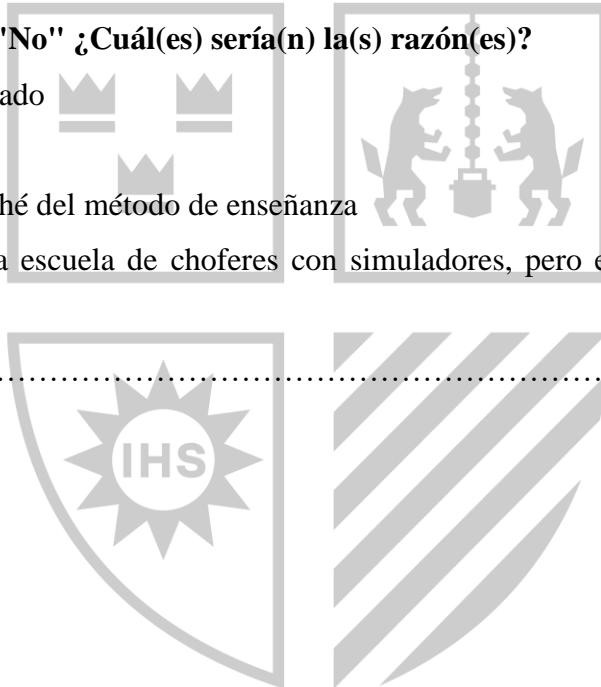 "No" ¿Cuál(es) sería(n) la(s) razón(es)?
ado
hé del método de enseñanza
a escuela de choferes con simuladores, pero e
……………………………………………………………
IHS